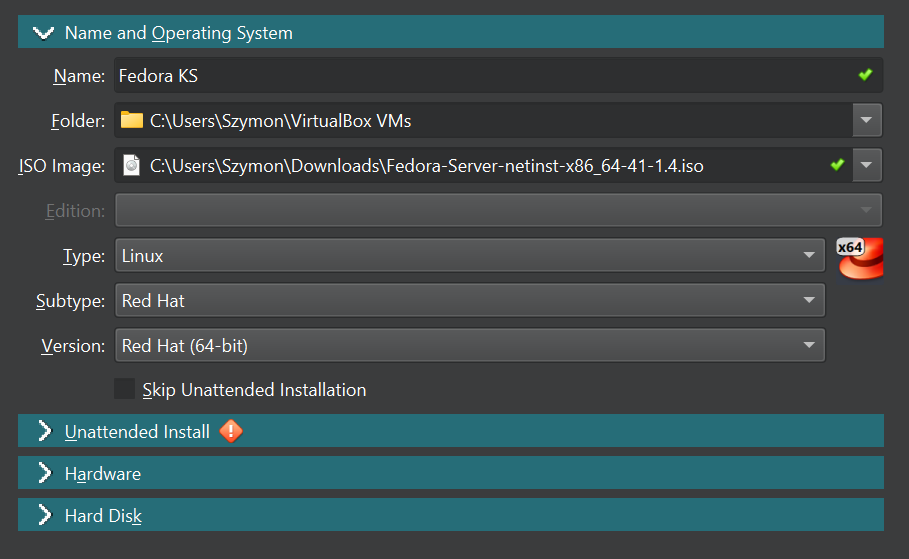 Name and Operating System
Name: Fedora KS
Folder: C:\Users\Szymon\VirtualBox VMs
ISO Image: C:\Users\Szymon\Downloads\Fedora-Server-netinst-x86_64-41-1.4.iso
Edition:
Type: Linux x64
Subtype: Red Hat
Version: Red Hat (64-bit)
Skip Unattended Installation
Unattended Install
Hardware
Hard Disk